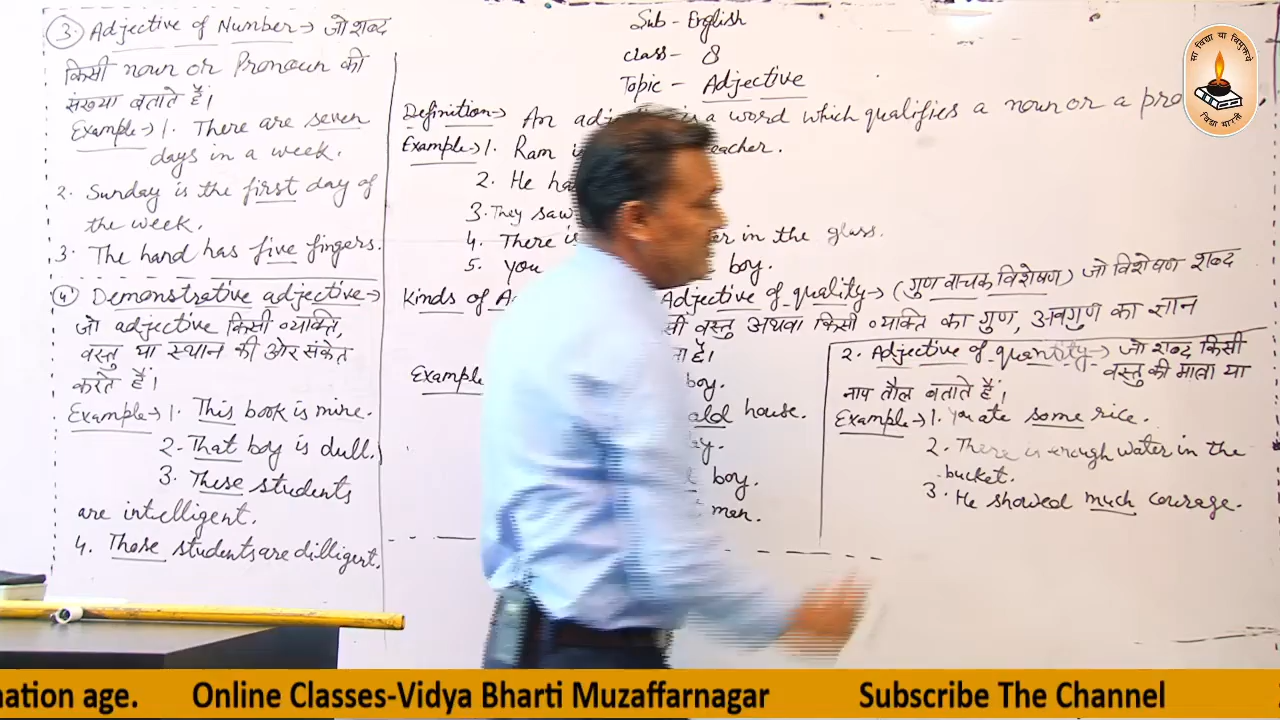 Sub - English
Class - 8
Topic - Adjective
3. Adjective of Number → जो शब्द
किसी noun or Pronoun की
संख्या बताते हैं।
Example → 1. There are seven
days in a week.
2. Sunday is the first day of
the week.
3. The hand has five fingers.
4 Demonstrative adjective →
जो adjective किसी व्यक्ति,
वस्तु या स्थान की ओर संकेत
करते हैं।
Example → 1. This book is mine.
2. That boy is dull.
3. These students
are intelligent.
4. Those students are dilligent.
Definition → An is a word which qualifies a noun or a
Example → 1. Ram
2. He
3. They saw
4. There in the glass.
5. You boy.
Kinds of Adjective of quality → (गुण वाचक विशेषण) जो विशेषण शब्द
वस्तु अथवा किसी व्यक्ति का गुण, अवगुण का ज्ञान
हैं।
Example boy.
old house.
boy.
men.
2. Adjective of quantity → जो शब्द किसी
वस्तु की मात्रा या
नाप तौल बताते हैं।
Example → 1. You ate some rice.
2. There is enough water in the
bucket.
3. He showed much courage.
सा विद्या या विमुक्तये
विद्या भारती
age. Online Classes-Vidya Bharti Muzaffarnagar Subscribe The Channel